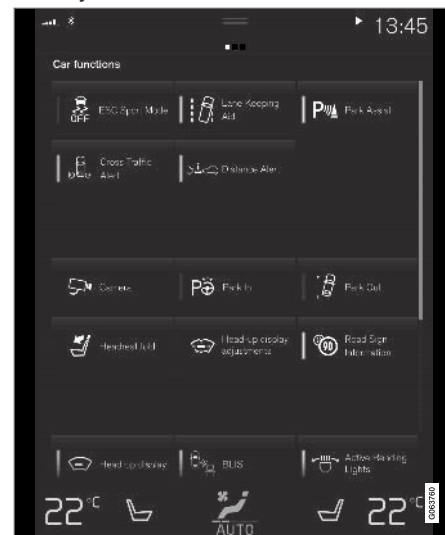 13:45
Car functions
OFF ESC Sport Mode
Lane Keeping
Aid
P Park Assist
Cross Traffic
Alert
Distance Alert
Camera
P Park In
Park Out
Headrest fold
Head-up display
adjustments
90 Road Sign
Information
Head-up display
BLIS
Active Bending
Lights
22°C
AUTO
22°C
G063760